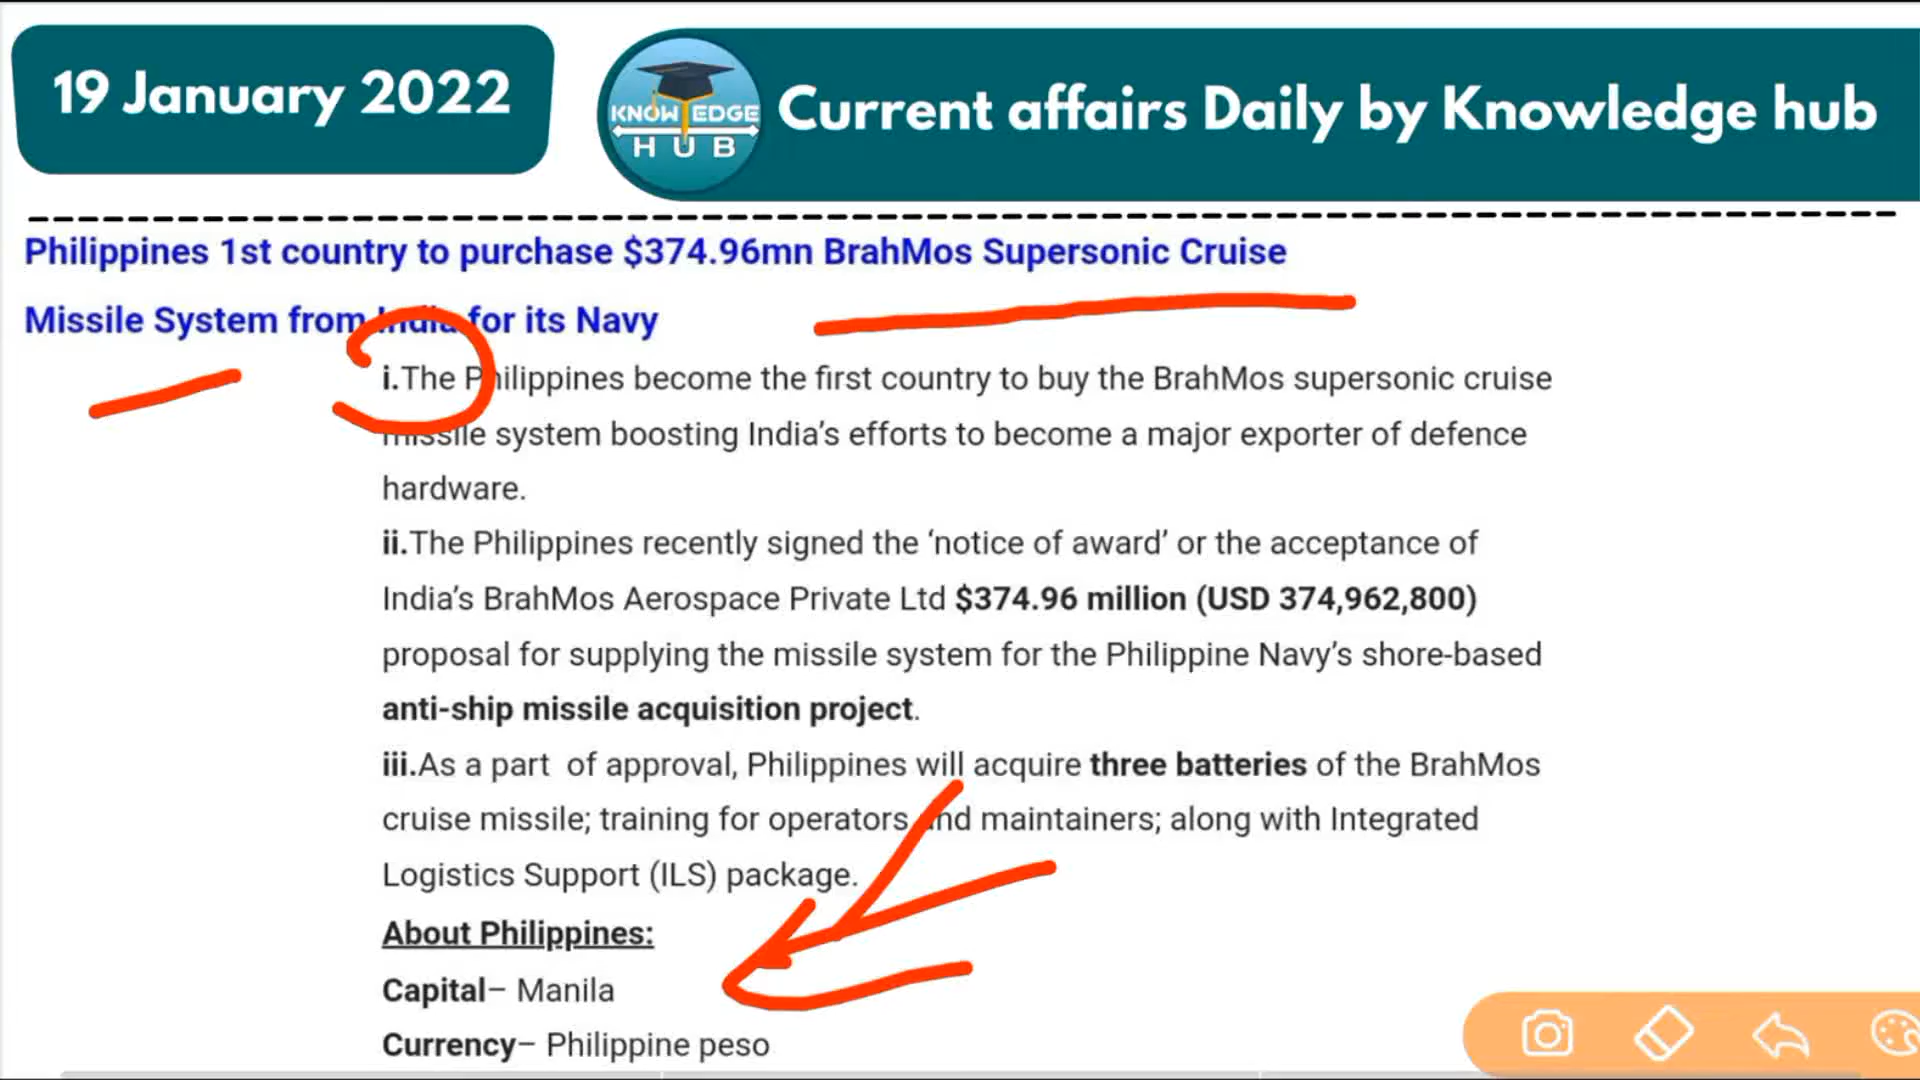 19 January 2022
KNOWLEDGE
HUB
Current affairs Daily by Knowledge hub
Philippines 1st country to purchase $374.96mn BrahMos Supersonic Cruise
Missile System from India for its Navy
i.The Philippines become the first country to buy the BrahMos supersonic cruise
missile system boosting India’s efforts to become a major exporter of defence
hardware.
ii.The Philippines recently signed the ‘notice of award’ or the acceptance of
India’s BrahMos Aerospace Private Ltd $374.96 million (USD 374,962,800)
proposal for supplying the missile system for the Philippine Navy’s shore-based
anti-ship missile acquisition project.
iii.As a part of approval, Philippines will acquire three batteries of the BrahMos
cruise missile; training for operators and maintainers; along with Integrated
Logistics Support (ILS) package.
About Philippines:
Capital– Manila
Currency– Philippine peso